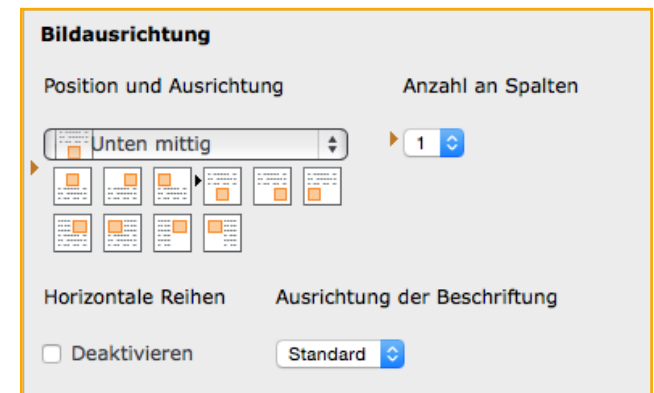 Bildausrichtung
Position und Ausrichtung
Anzahl an Spalten
Unten mittig
1
Horizontale Reihen
Ausrichtung der Beschriftung
Deaktivieren
Standard